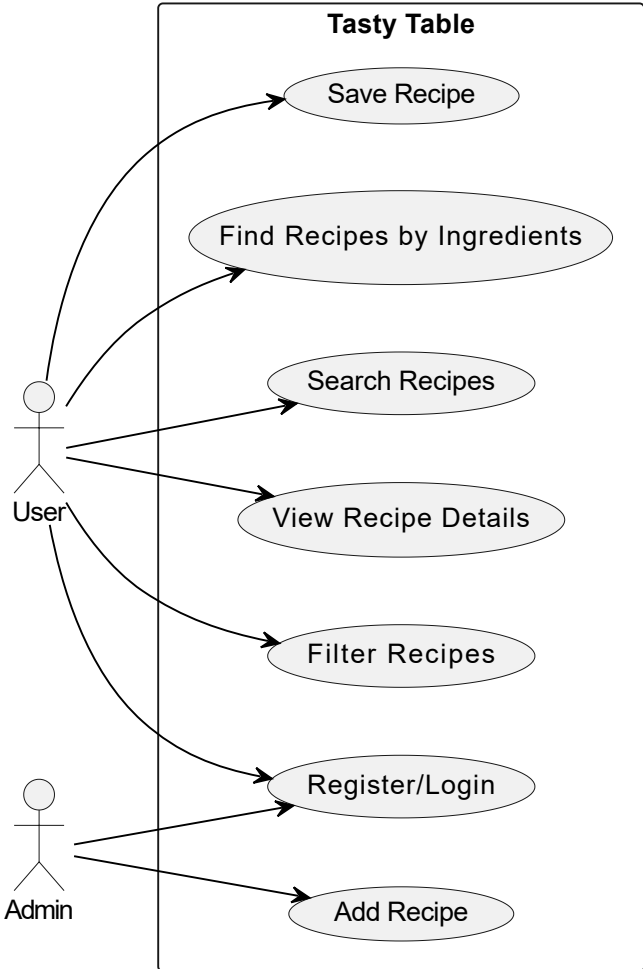 Tasty Table
Save Recipe
Find Recipes by Ingredients
Search Recipes
View Recipe Details
User
Filter Recipes
Register/Login
Admin
Add Recipe